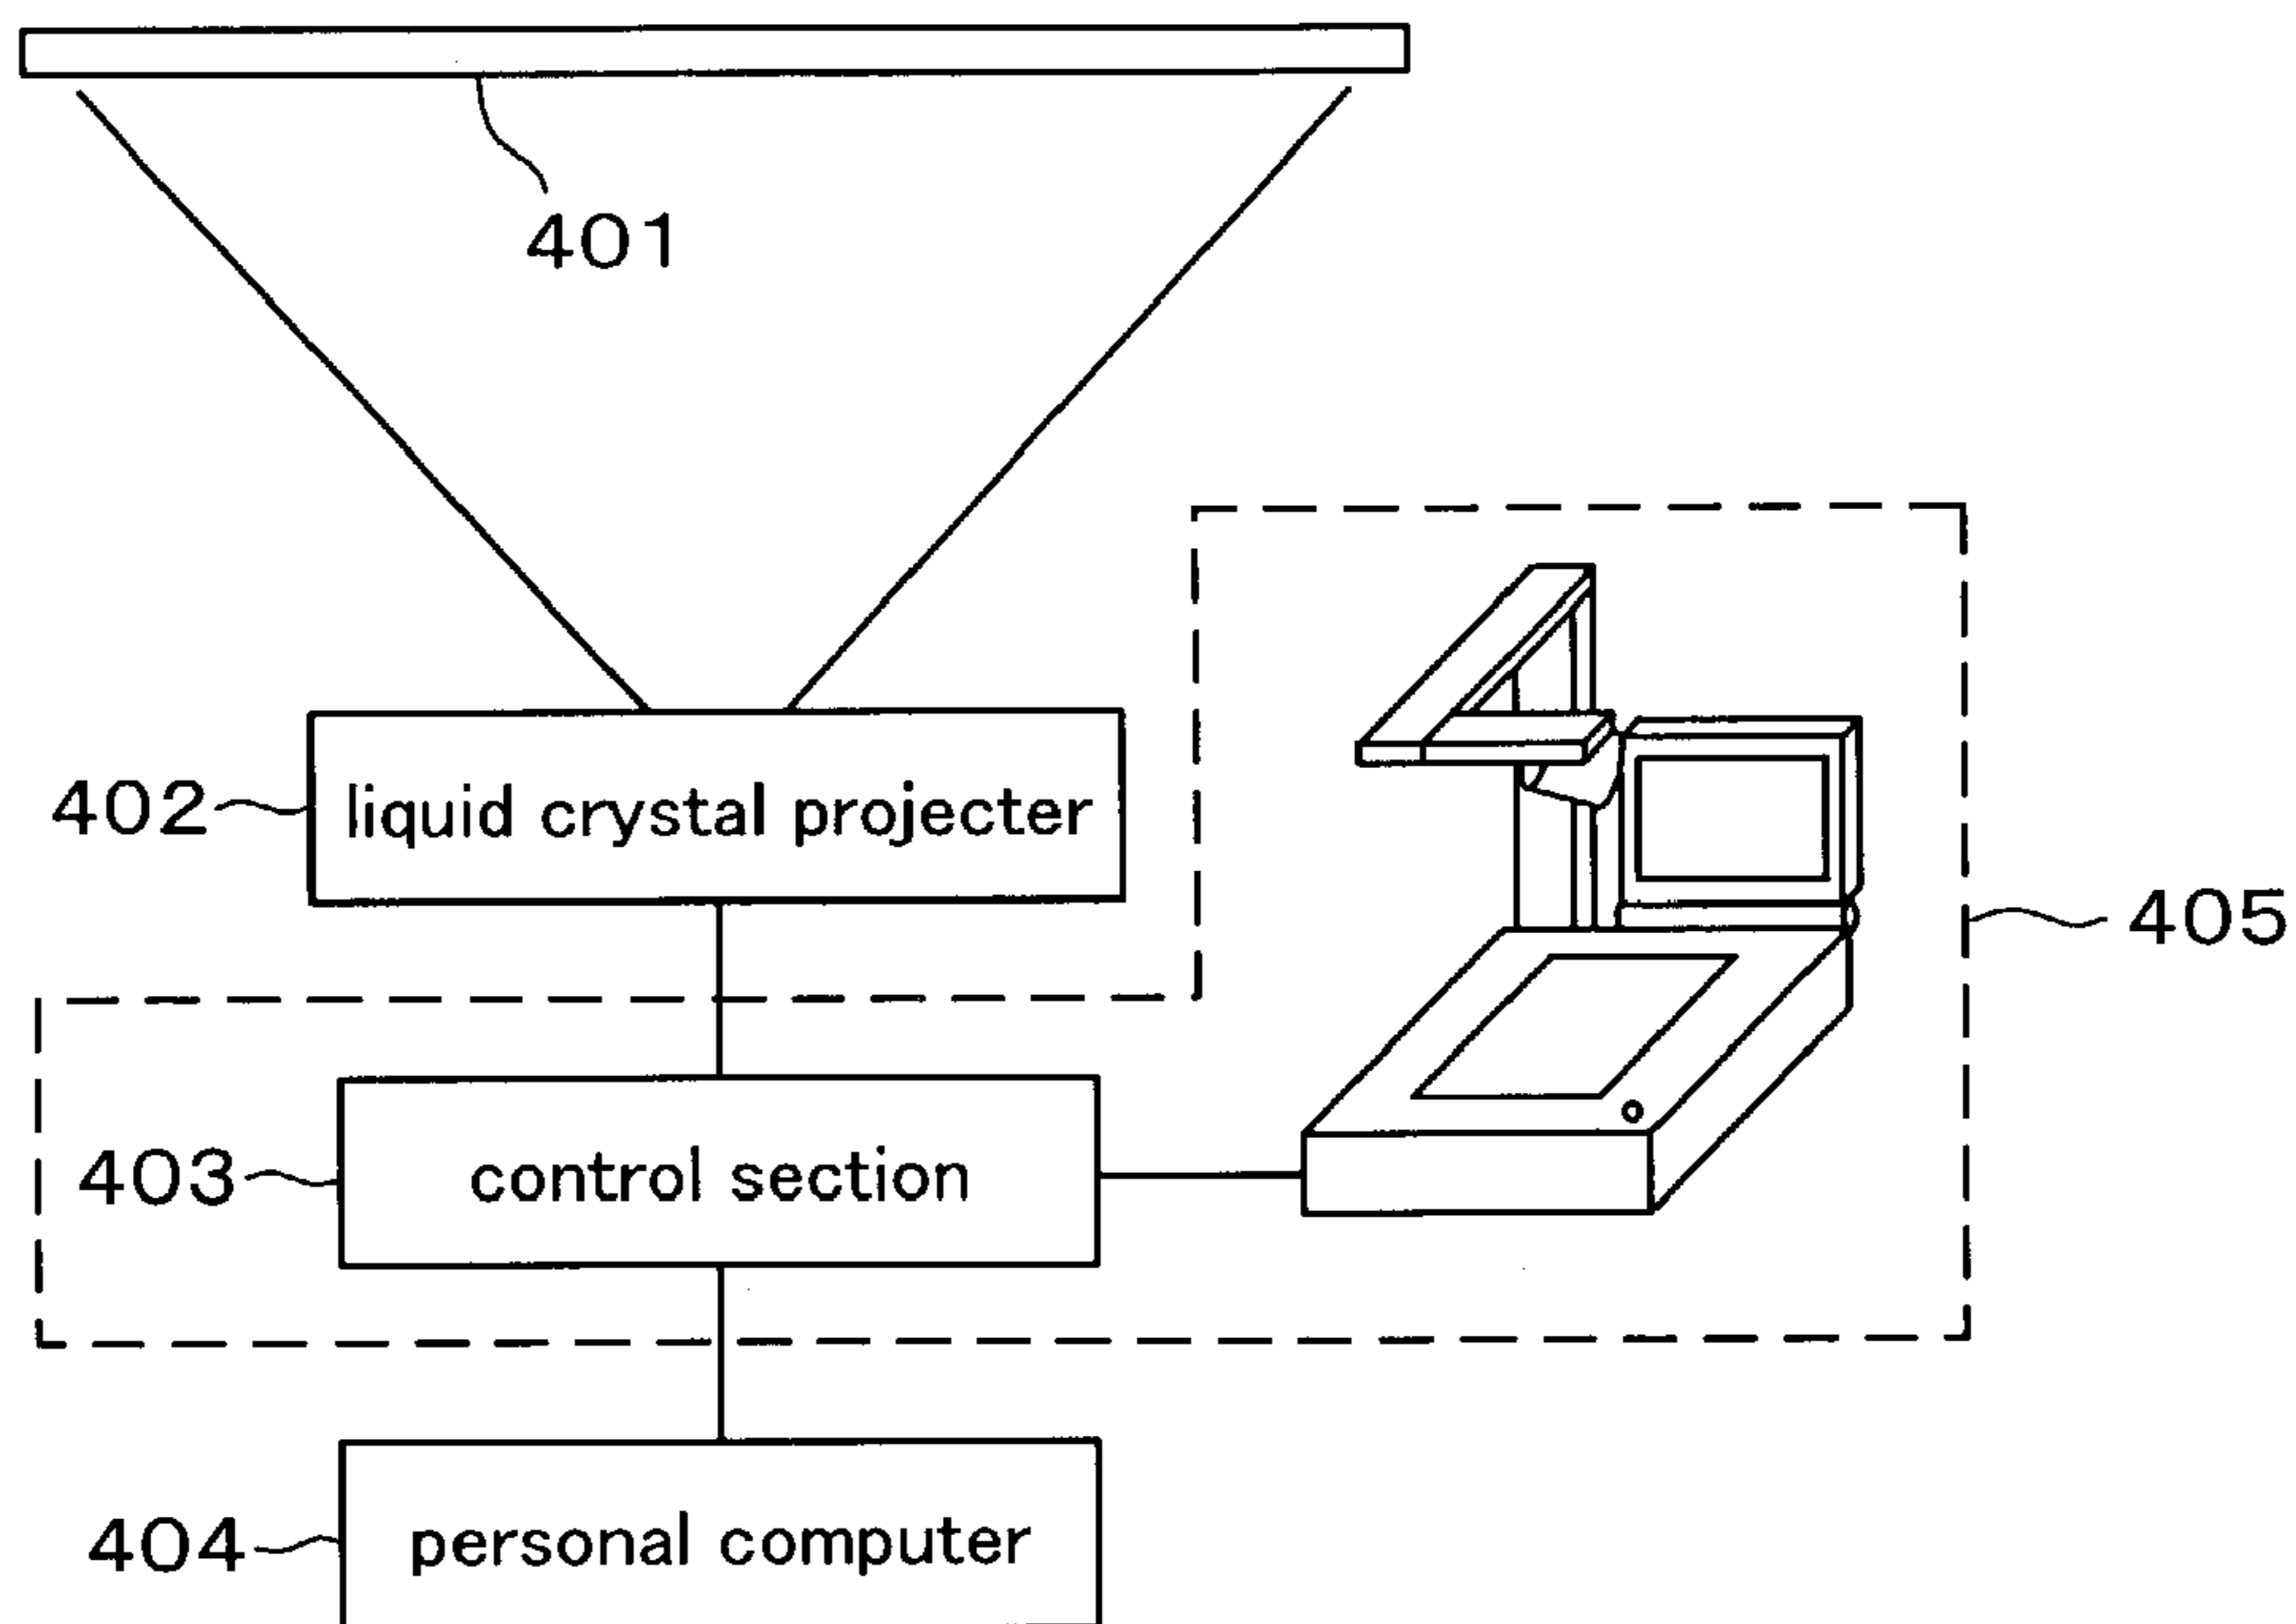 401
402 liquid crystal projecter
405
403 control section
404 personal computer